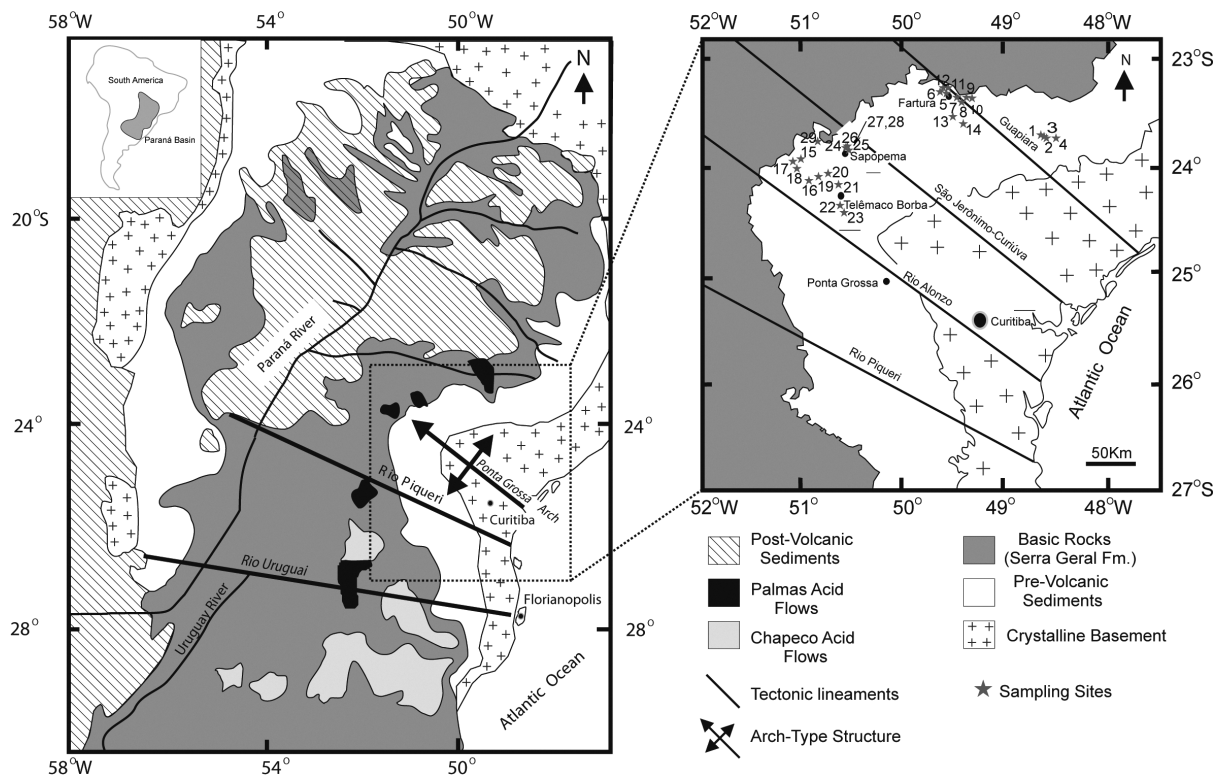 58°W
54°
50°
South America
Paraná Basin
N
20°S
Paraná River
24°
24°
Rio Piqueri
Ponta Grossa Arch
Curitiba
Rio Uruguai
Uruguay River
Florianopolis
28°
28°
Atlantic Ocean
58°W
54°
50°
52°W
51°
50°
49°
48°W
N
23°S
12
11
9
6
Fartura
5
7
8
10
13
14
Guapiara
1
3
2
4
27,28
29
26
24
25
15
Sapopema
17
18
16
19
20
21
24°
Telêmaco Borba
22
23
São Jerônimo-Curiúva
Ponta Grossa
Rio Alonzo
25°
Curitiba
Rio Piqueri
Atlantic Ocean
26°
50Km
27°S
52°W
51°
50°
49°
48°W
Post-Volcanic
Sediments
Basic Rocks
(Serra Geral Fm.)
Palmas Acid
Flows
Pre-Volcanic
Sediments
Chapeco Acid
Flows
Crystalline Basement
Tectonic lineaments
Sampling Sites
Arch-Type Structure